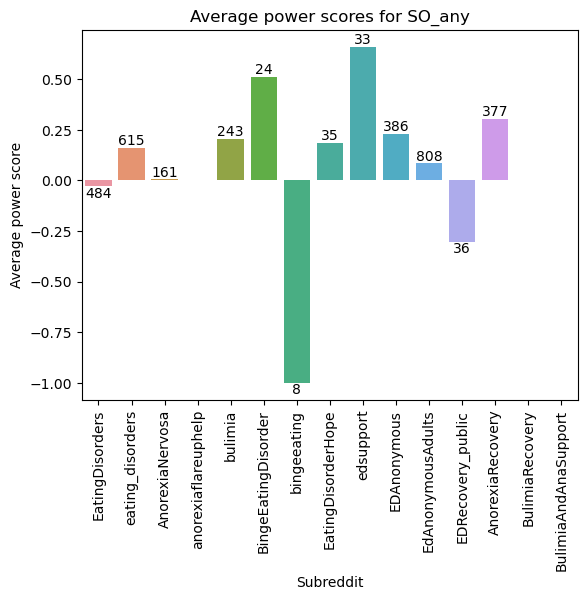 Average power scores for SO_any
Average power score
0.50
0.25
0.00
−0.25
−0.50
−0.75
−1.00
484
615
161
243
24
8
35
33
386
808
36
377
EatingDisorders
eating_disorders
AnorexiaNervosa
anorexiaflareuphelp
bulimia
BingeEatingDisorder
bingeeating
EatingDisorderHope
edsupport
EDAnonymous
EdAnonymousAdults
EDRecovery_public
AnorexiaRecovery
BulimiaRecovery
BulimiaAndAnaSupport
Subreddit